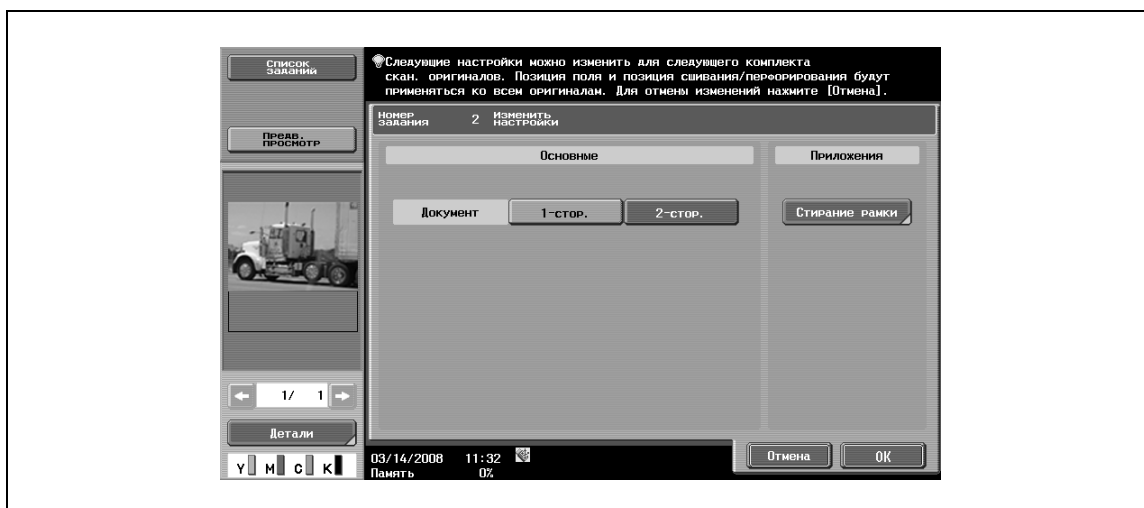 Список
заданий
Следующие настройки можно изменить для следующего комплекта
скан. оригиналов. Позиция поля и позиция сшивания/перфорирования будут
применяться ко всем оригиналам. Для отмены изменений нажмите [Отмена].
Номер
задания 2 Изменить
настройки
Предв.
просмотр
Основные
Приложения
Документ 1-стор. 2-стор.
Стирание рамки
1/ 1
Детали
Y M C K
03/14/2008 11:32
Память 0%
Отмена OK